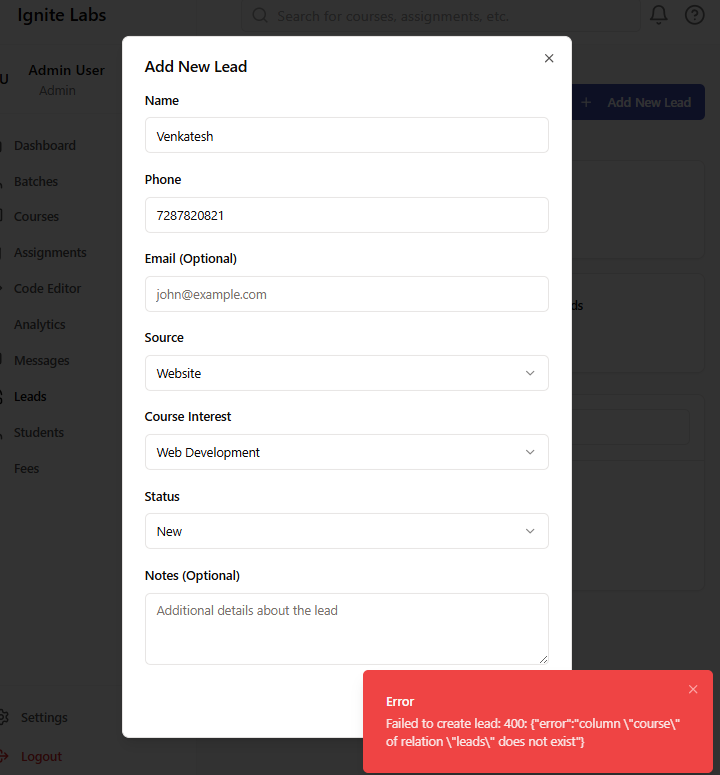 Ignite Labs
Search for courses, assignments, etc.
U
Admin User
Admin
Add New Lead
Dashboard
Batches
Courses
Assignments
Code Editor
Analytics
Messages
Leads
Students
Fees
Settings
Logout
ds
Add New Lead
Name
Venkatesh
Phone
7287820821
Email (Optional)
john@example.com
Source
Website
Course Interest
Web Development
Status
New
Notes (Optional)
Additional details about the lead
Error
Failed to create lead: 400: {"error":"column \"course\"
of relation \"leads\" does not exist"}